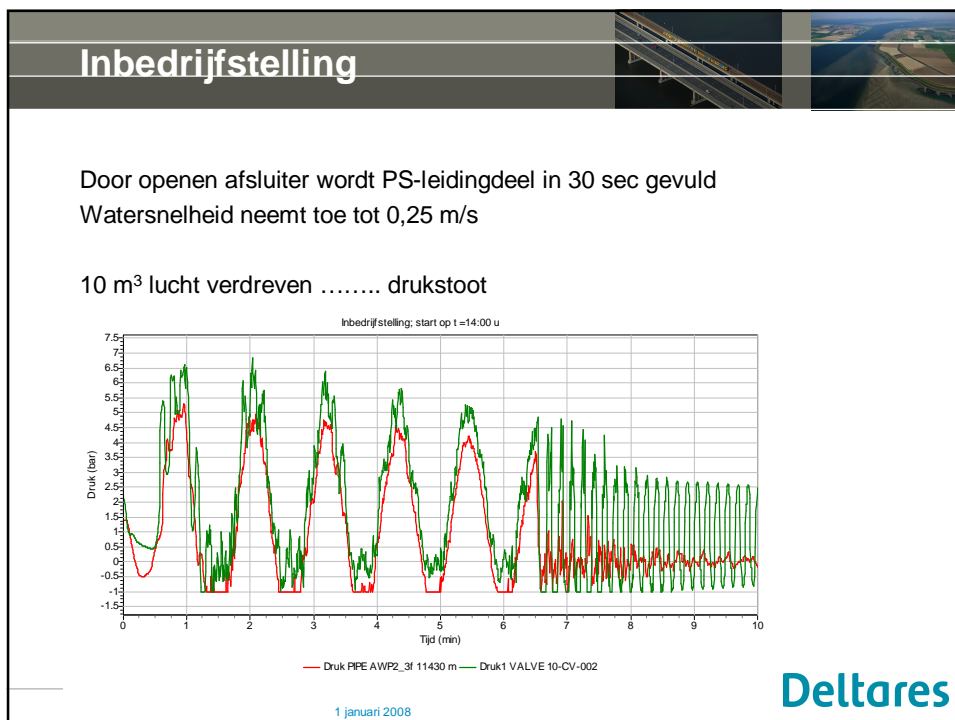 Inbedrijfstelling
Door openen afsluiter wordt PS-leidingdeel in 30 sec gevuld
Watersnelheid neemt toe tot 0,25 m/s
10 m³ lucht verdreven …….. drukstoot
Inbedrijfstelling; start op t =14:00 u
7.5
7
6.5
6
5.5
5
4.5
4
3.5
3
2.5
2
1.5
1
0.5
0
-0.5
-1
-1.5
Druk (bar)
0 1 2 3 4 5 6 7 8 9 10
Tijd (min)
Druk PIPE AWP2_3f 11430 m Druk1 VALVE 10-CV-002
1 januari 2008
Deltares